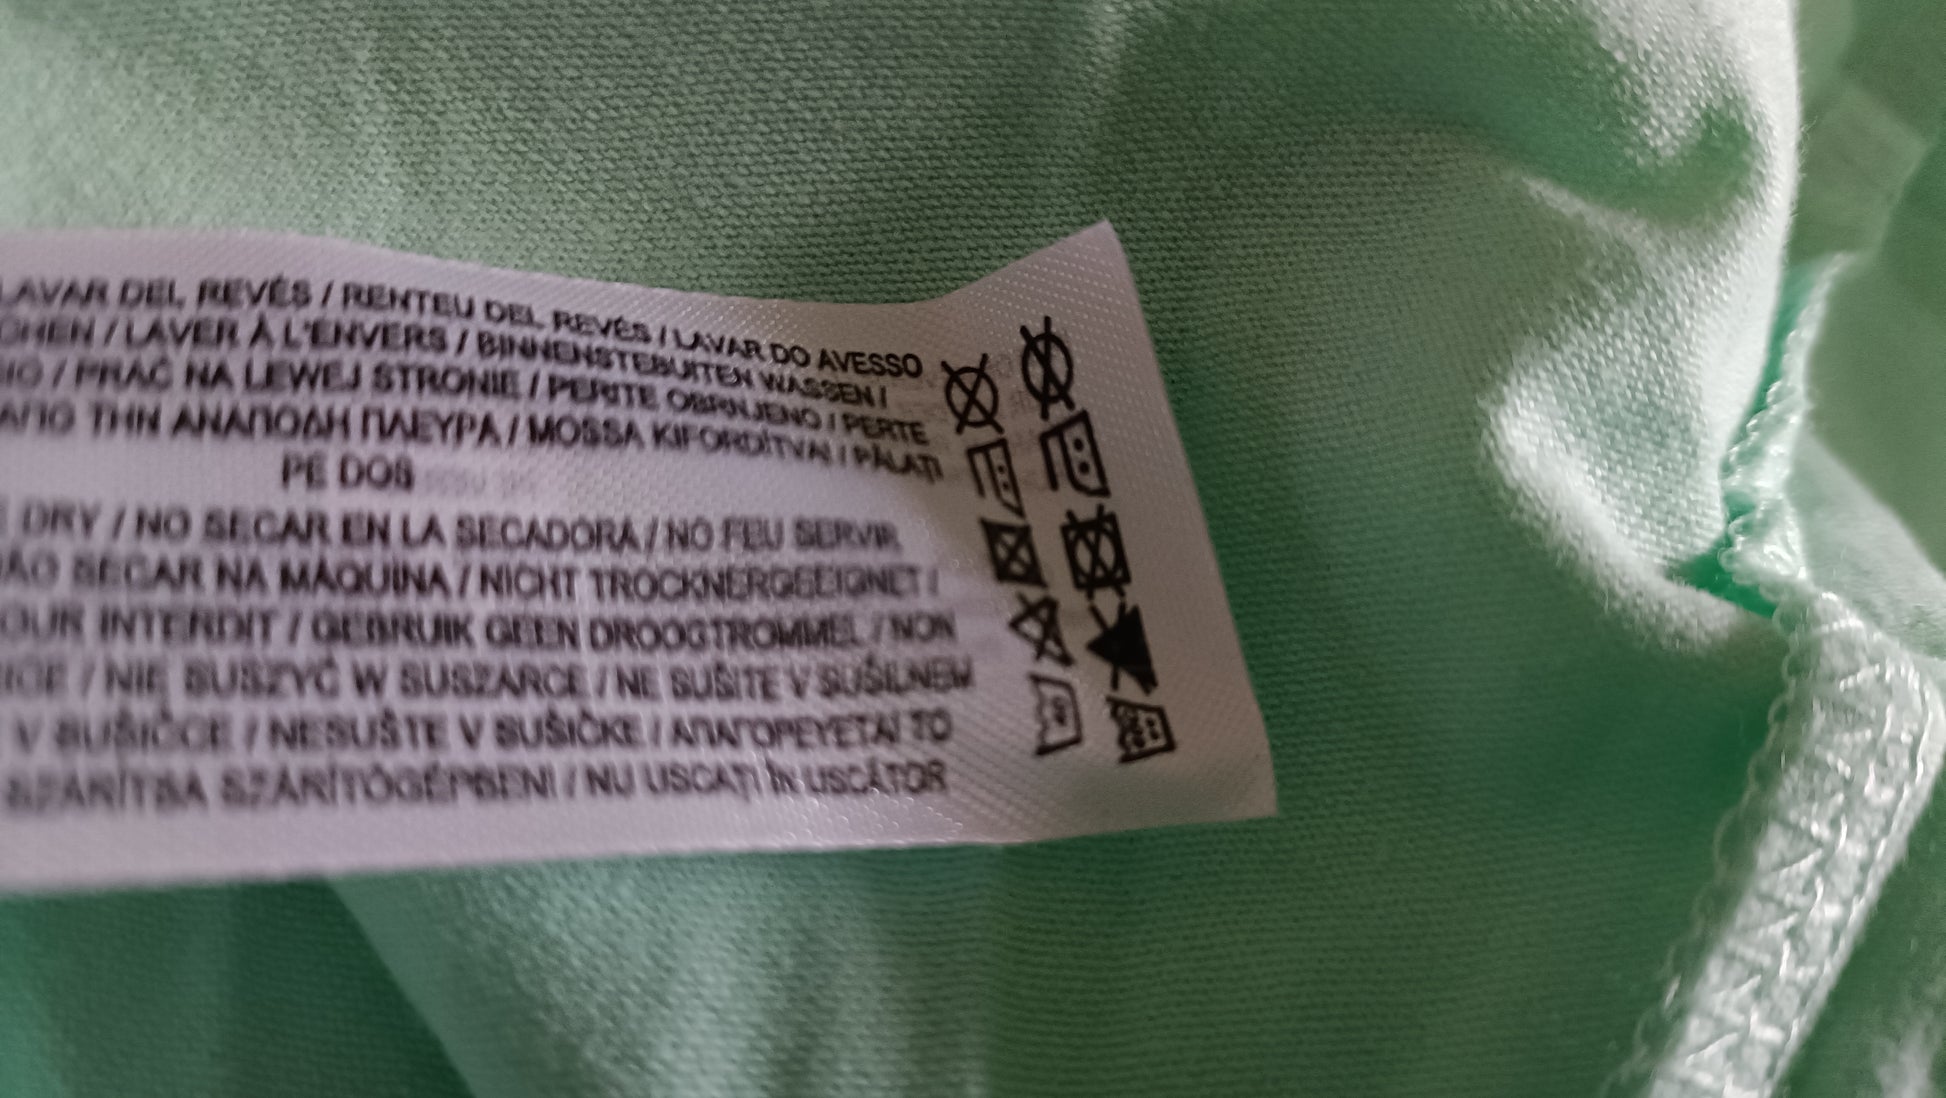 LAVAR DEL REVÉS / RENTEU DEL REVÉS / LAVAR DO AVESSO
/ LAVER À L'ENVERS / BINNENSTEBUITEN WASSEN /
/ PRAĆ NA LEWEJ STRONIE / PERITE OBRNJENO / PERTE
ΑΠΟ ΤΗΝ ΑΝΑΠΟΔΗ ΠΛΕΥΡΑ / MOSSA KIFORDÍTVA! / PĂLAȚI
PE DOS
DRY / NO SECAR EN LA SECADORA / NO FEU SERVIR
SECAR NA MÁQUINA / NICHT TROCKNERGEEIGNET /
INTERDIT / GEBRUIK GEEN DROOGTROMMEL / NON
/ NIE SUSZYĆ W SUSZARCE / NE SUŠITE V SUŠILNEM
V SUŠIČCE / NESUŠTE V SUŠIČKE / ΑΠΑΓΟΡΕΥΕΤΑΙ ΤΟ
SZÁRÍTSA SZÁRÍTÓGÉPBEN! / NU USCAȚI ÎN USCĂTOR